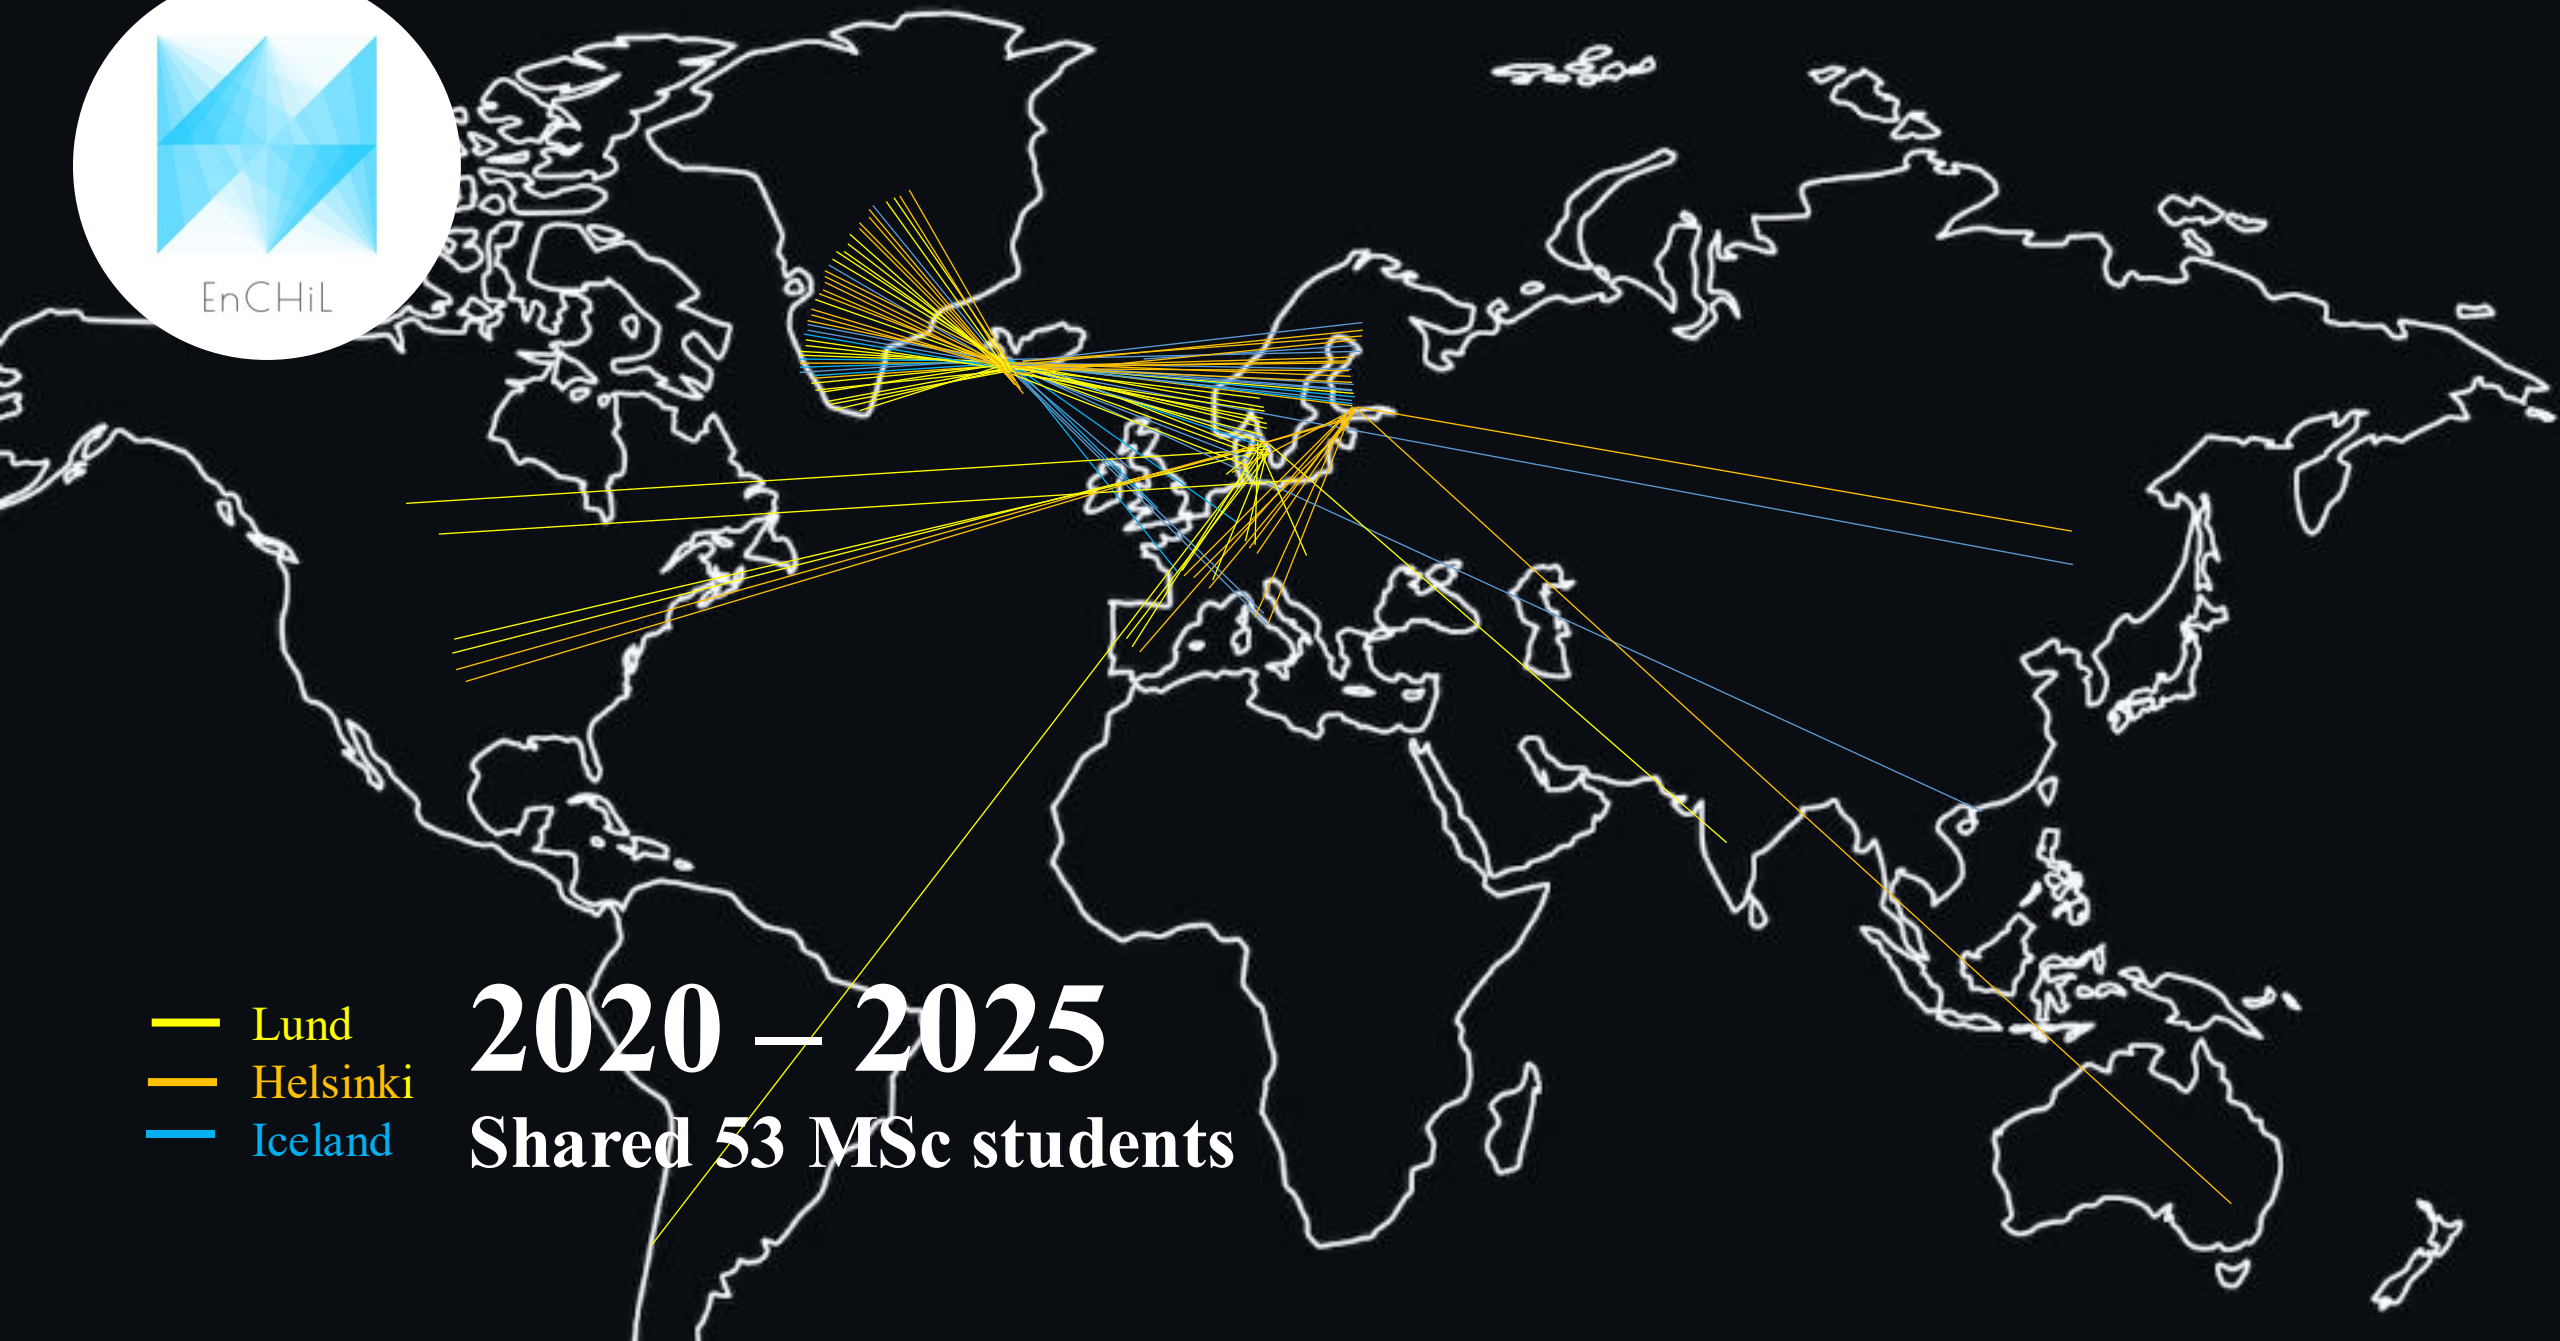 EnCHiL
2020 – 2025
Shared 53 MSc students
Lund
Helsinki
Iceland